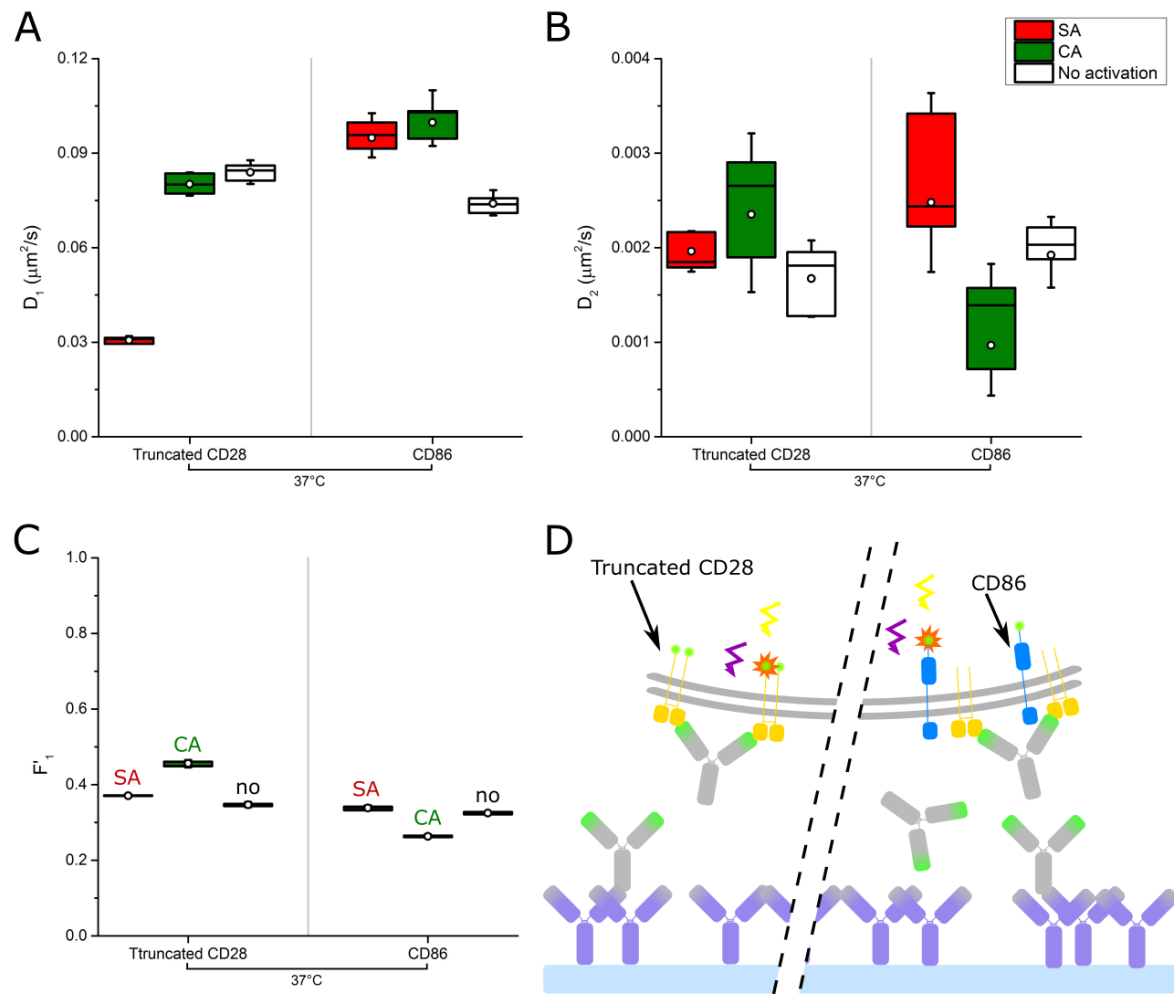 A
B
SA
CA
No activation
0.12
0.09
0.06
0.03
0.00
D1 (μm²/s)
Truncated CD28
CD86
37°C
0.004
0.003
0.002
0.001
0.000
D2 (μm²/s)
Ttruncated CD28
CD86
37°C
C
1.0
0.8
0.6
0.4
0.2
0.0
F'1
SA
CA
no
SA
CA
no
Ttruncated CD28
CD86
37°C
D
Truncated CD28
CD86